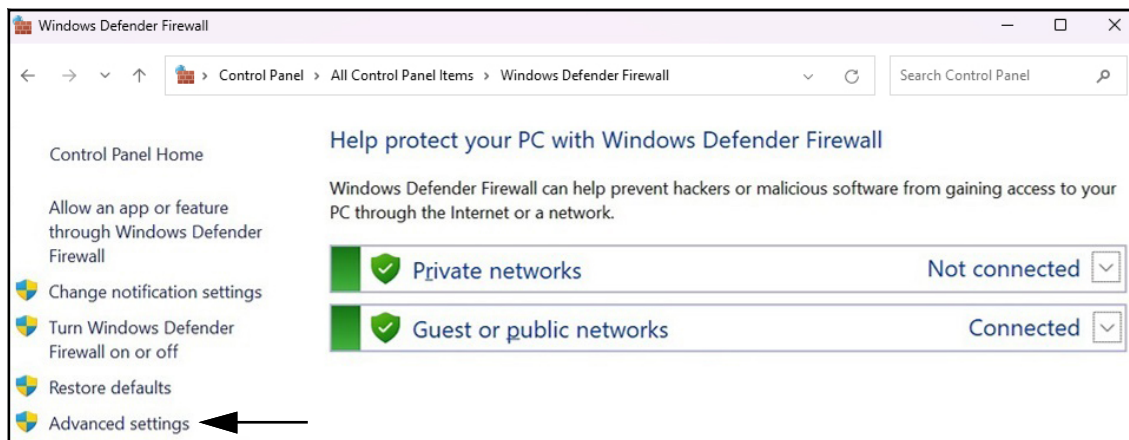 Windows Defender Firewall
Control Panel > All Control Panel Items > Windows Defender Firewall
Search Control Panel
Control Panel Home
Allow an app or feature
through Windows Defender
Firewall
Change notification settings
Turn Windows Defender
Firewall on or off
Restore defaults
Advanced settings
Help protect your PC with Windows Defender Firewall
Windows Defender Firewall can help prevent hackers or malicious software from gaining access to your
PC through the Internet or a network.
Private networks Not connected
Guest or public networks Connected